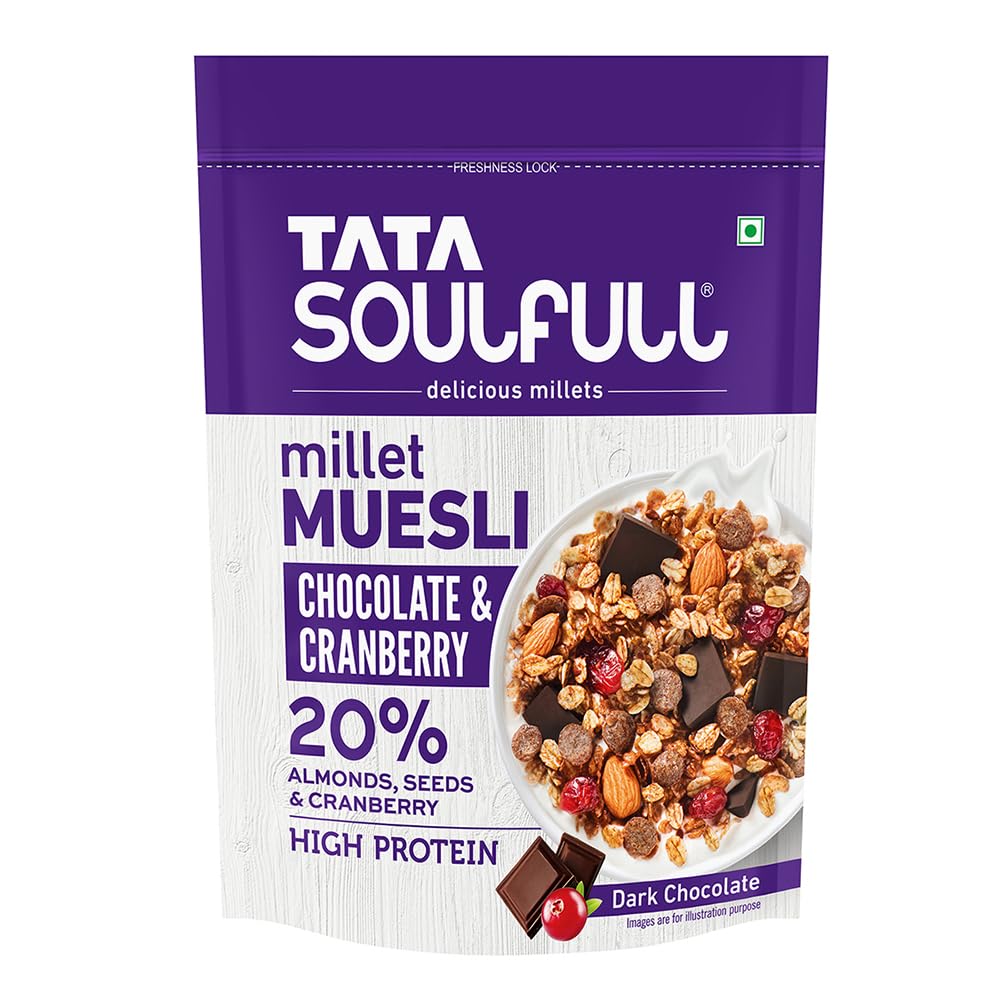 FRESHNESS LOCK
TATA
SOULFULL®
delicious millets
millet
MUESLI
CHOCOLATE &
CRANBERRY
20%
ALMONDS, SEEDS
& CRANBERRY
HIGH PROTEIN
Dark Chocolate
Images are for illustration purpose